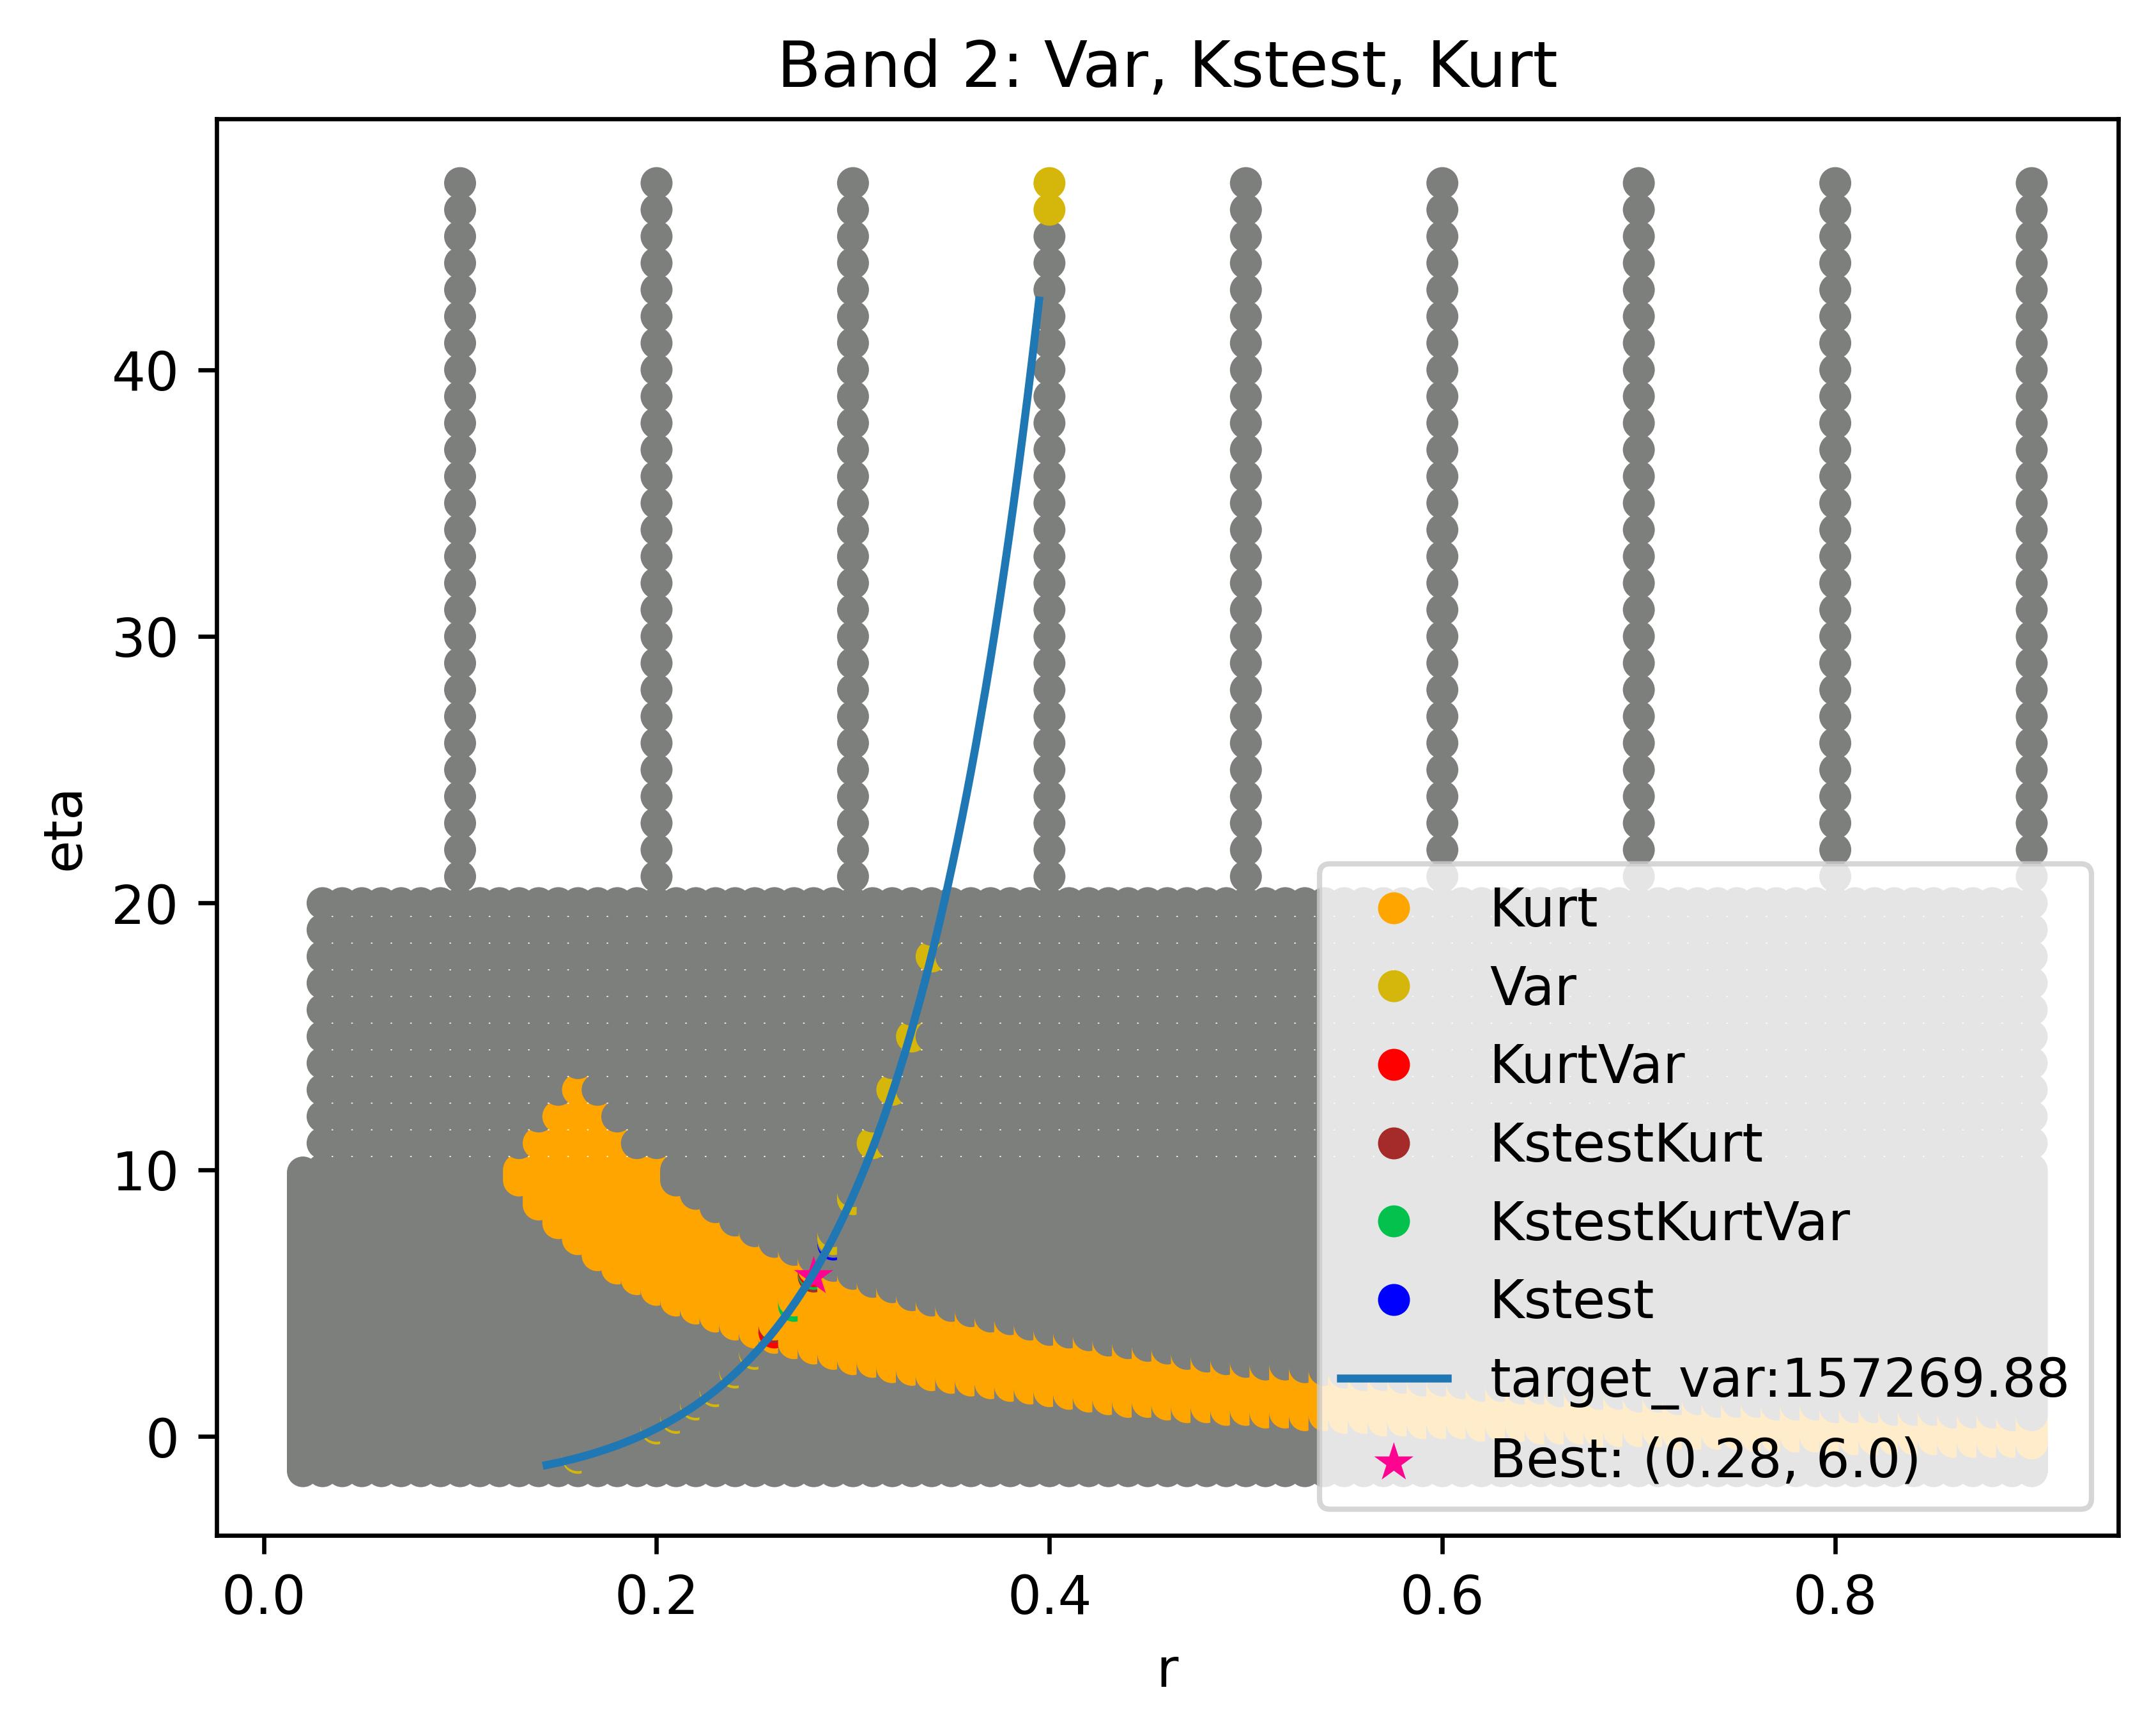 Band 2: Var, Kstest, Kurt
eta
40
30
20
10
0
Kurt
Var
KurtVar
KstestKurt
KstestKurtVar
Kstest
target_var:157269.88
Best: (0.28, 6.0)
0.0 0.2 0.4 0.6 0.8
r